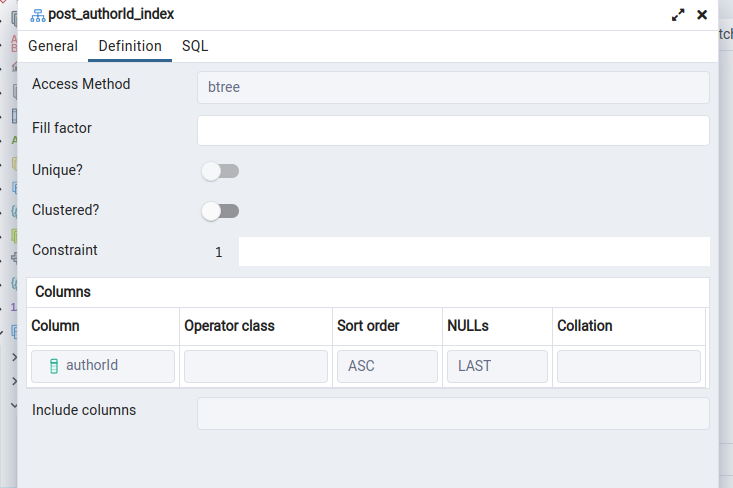 post_authorId_index
General Definition SQL
Access Method btree
Fill factor
Unique?
Clustered?
Constraint 1
Columns
Column Operator class Sort order NULLs Collation
authorId ASC LAST
Include columns